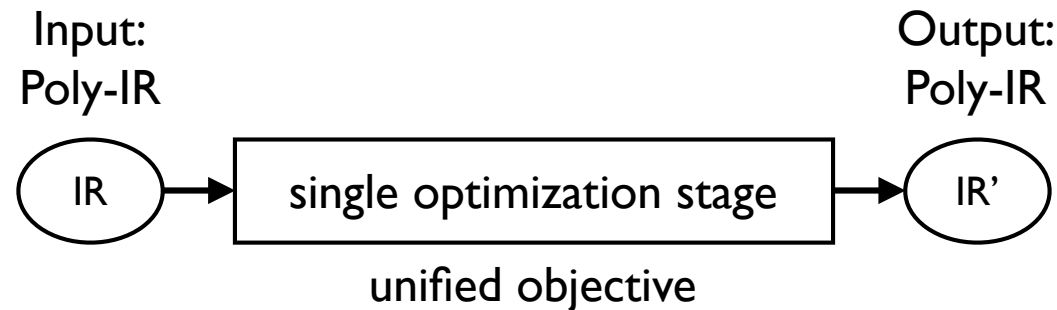 Input:
Poly-IR
Output:
Poly-IR
IR
single optimization stage
IR’
unified objective